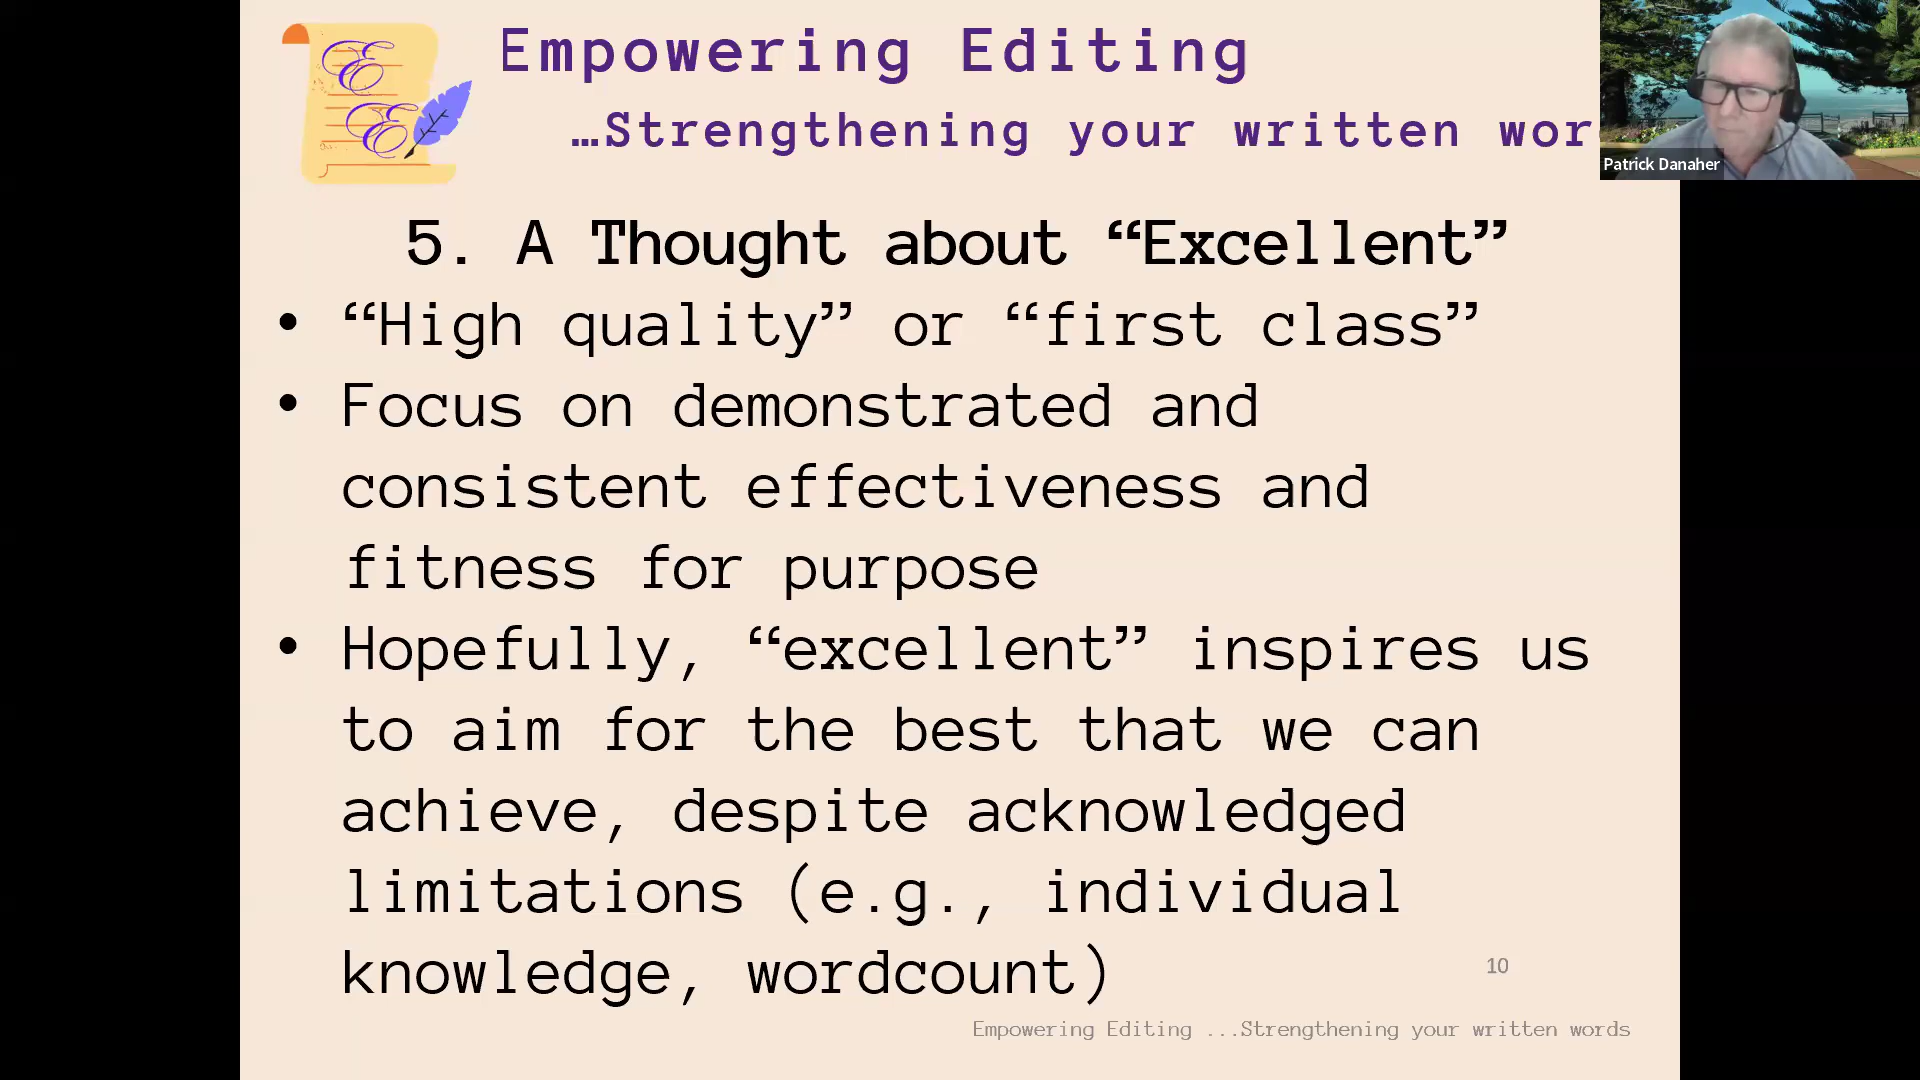 E
E
E
Empowering Editing
…Strengthening your written wor
Patrick Danaher
5. A Thought about “Excellent”
• “High quality” or “first class”
• Focus on demonstrated and
consistent effectiveness and
fitness for purpose
• Hopefully, “excellent” inspires us
to aim for the best that we can
achieve, despite acknowledged
limitations (e.g., individual
knowledge, wordcount)
10
Empowering Editing ...Strengthening your written words